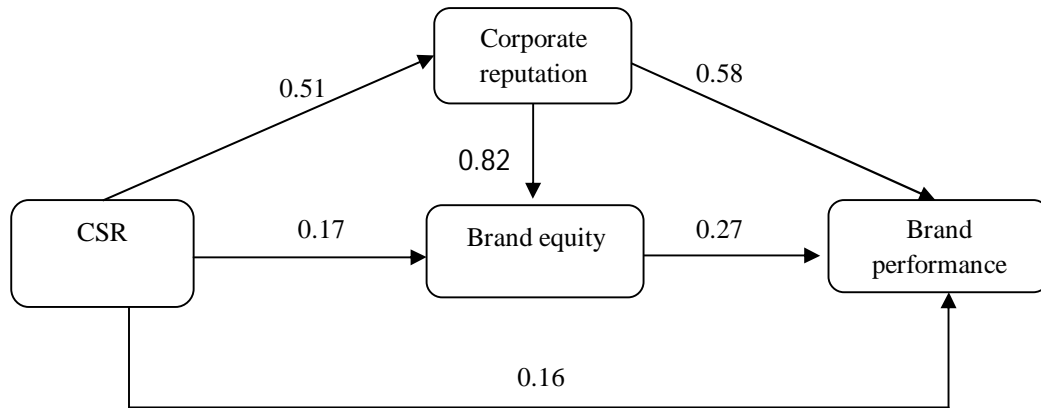 Corporate
reputation
0.51
0.58
0.82
CSR
0.17
Brand equity
0.27
Brand
performance
0.16